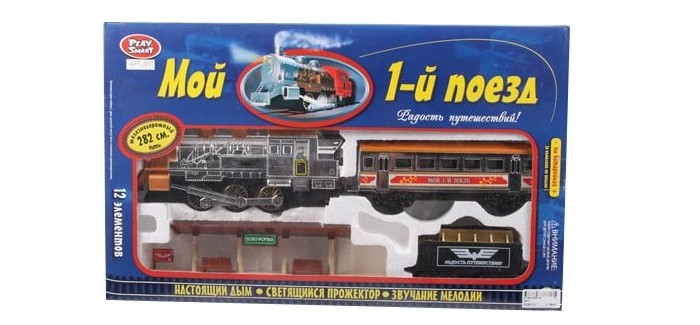 PLAY
SMART
Мой
1-й поезд
Радость путешествий!
железнодорожный
282 см.
путь
12 элементов
МОЙ 1-Й ПОЕЗД
ПЛАТФОРМА
РАДОСТЬ ПУТЕШЕСТВИЙ!
ВНИМАНИЕ:
НАСТОЯЩИЙ ДЫМ • СВЕТЯЩИЙСЯ ПРОЖЕКТОР • ЗВУЧАНИЕ МЕЛОДИИ